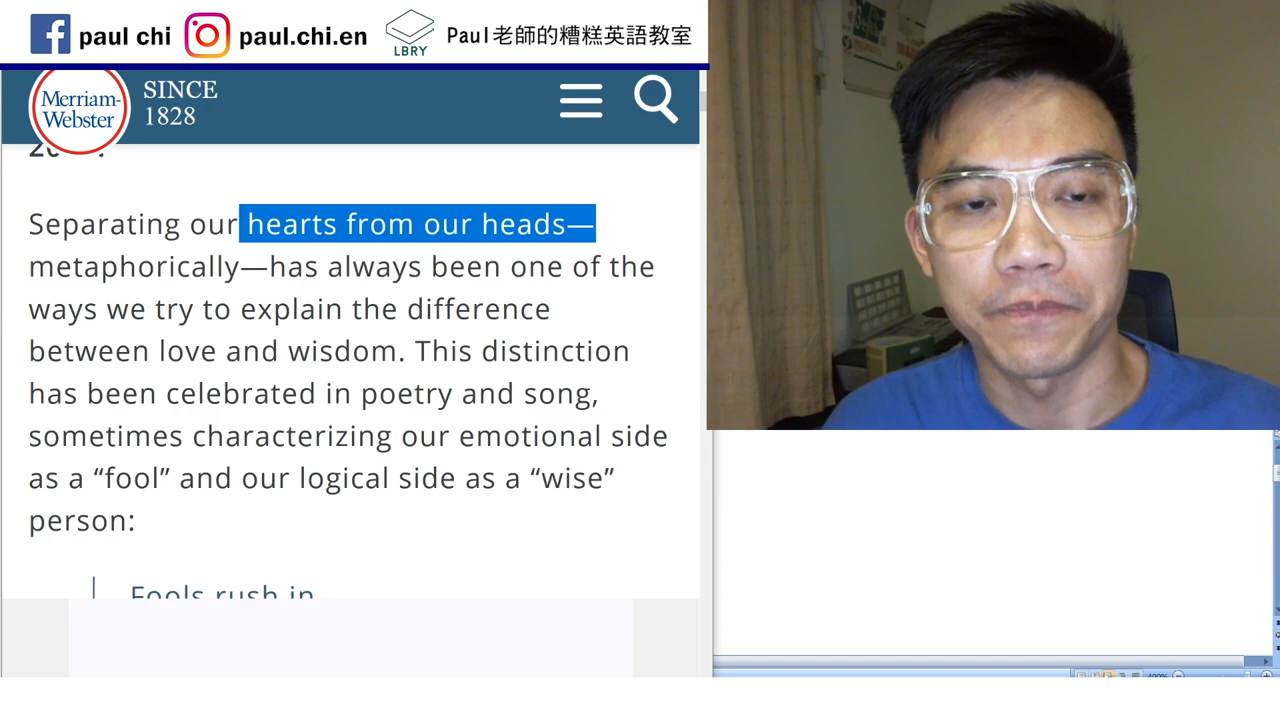 paul chi
paul.chi.en
LBRY
Paul老師的糟糕英語教室
Merriam-
Webster
SINCE
1828
Separating our hearts from our heads—
metaphorically—has always been one of the
ways we try to explain the difference
between love and wisdom. This distinction
has been celebrated in poetry and song,
sometimes characterizing our emotional side
as a “fool” and our logical side as a “wise”
person:
Fools rush in